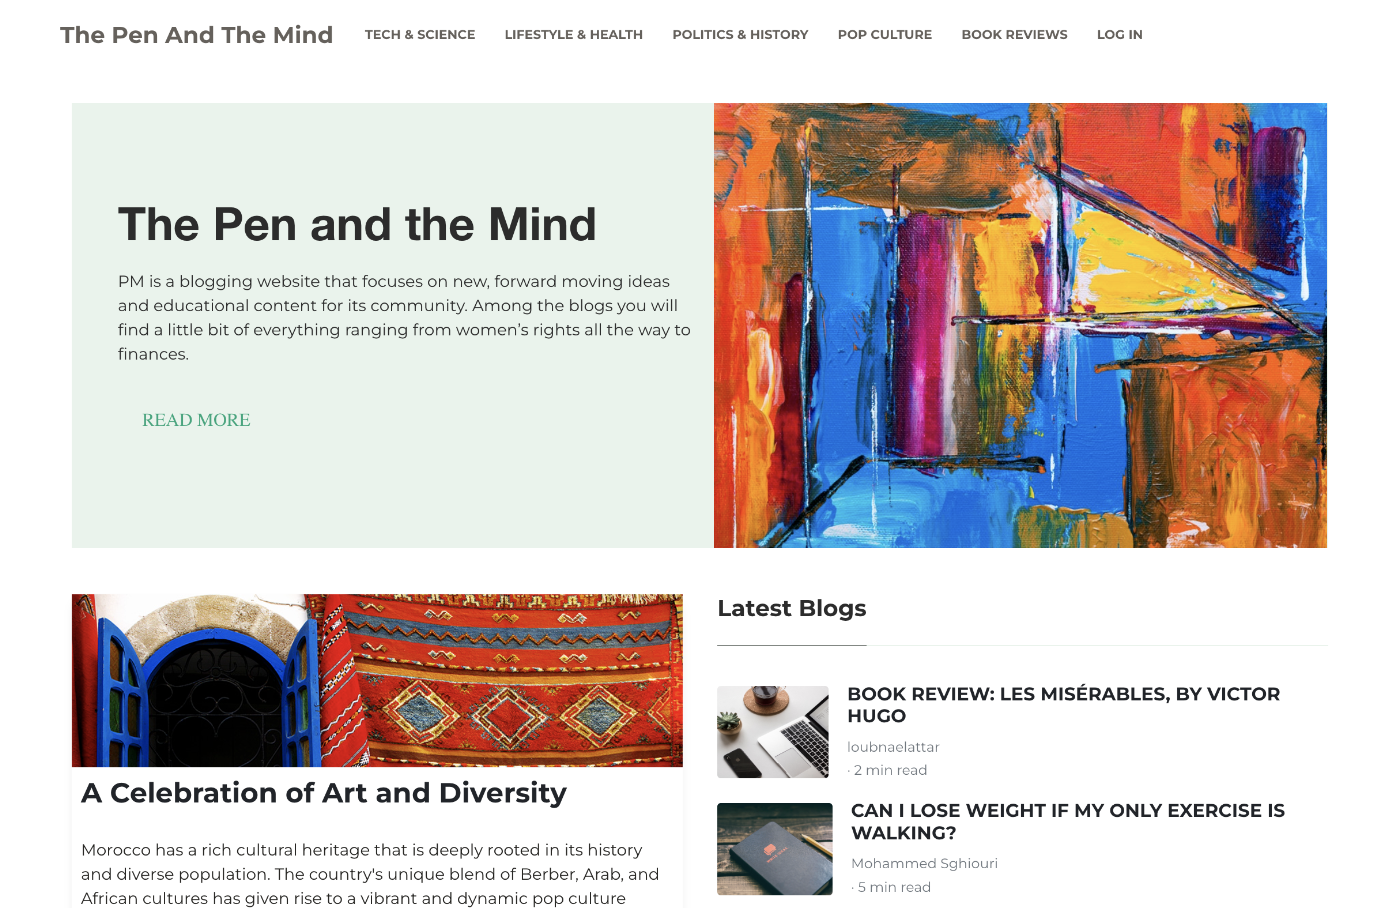 The Pen And The Mind
TECH & SCIENCE
LIFESTYLE & HEALTH
POLITICS & HISTORY
POP CULTURE
BOOK REVIEWS
LOG IN
The Pen and the Mind
PM is a blogging website that focuses on new, forward moving ideas
and educational content for its community. Among the blogs you will
find a little bit of everything ranging from women’s rights all the way to
finances.
READ MORE
A Celebration of Art and Diversity
Morocco has a rich cultural heritage that is deeply rooted in its history
and diverse population. The country's unique blend of Berber, Arab, and
African cultures has given rise to a vibrant and dynamic pop culture
Latest Blogs
BOOK REVIEW: LES MISÉRABLES, BY VICTOR
HUGO
loubnaelattar
· 2 min read
CAN I LOSE WEIGHT IF MY ONLY EXERCISE IS
WALKING?
Mohammed Sghiouri
· 5 min read